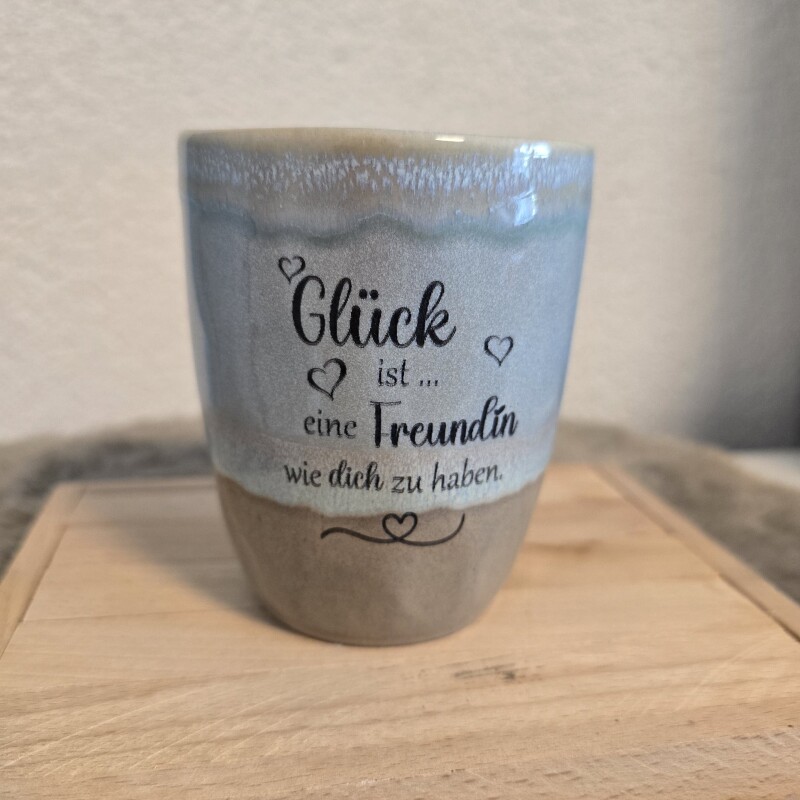 Glück
ist ...
eine Freundin
wie dich zu haben.